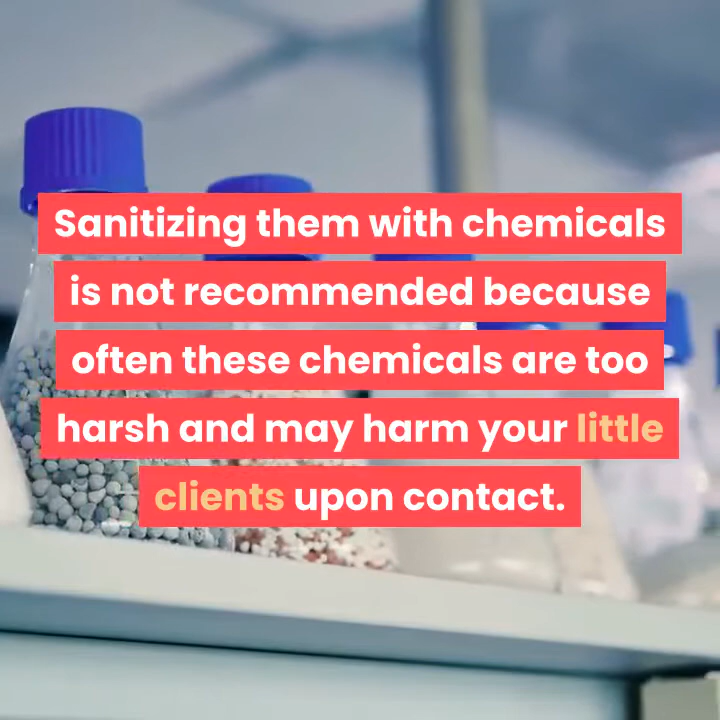 Sanitizing them with chemicals
is not recommended because
often these chemicals are too
harsh and may harm your little
clients upon contact.